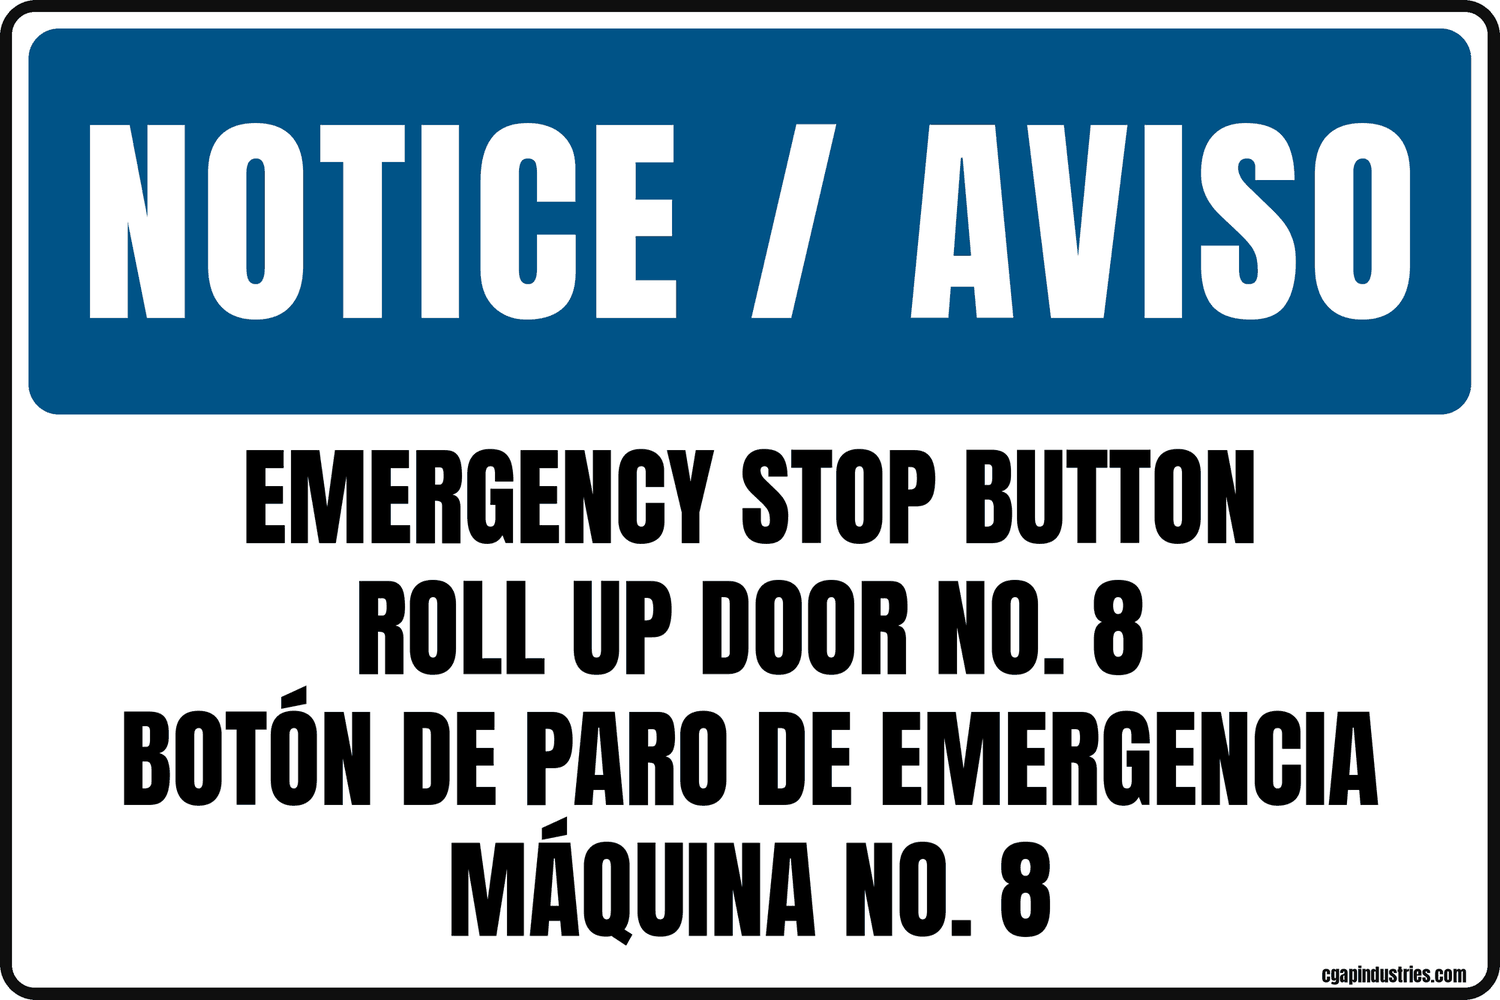 NOTICE / AVISO
EMERGENCY STOP BUTTON
ROLL UP DOOR NO. 8
BOTÓN DE PARO DE EMERGENCIA
MÁQUINA NO. 8
cgapindustries.com